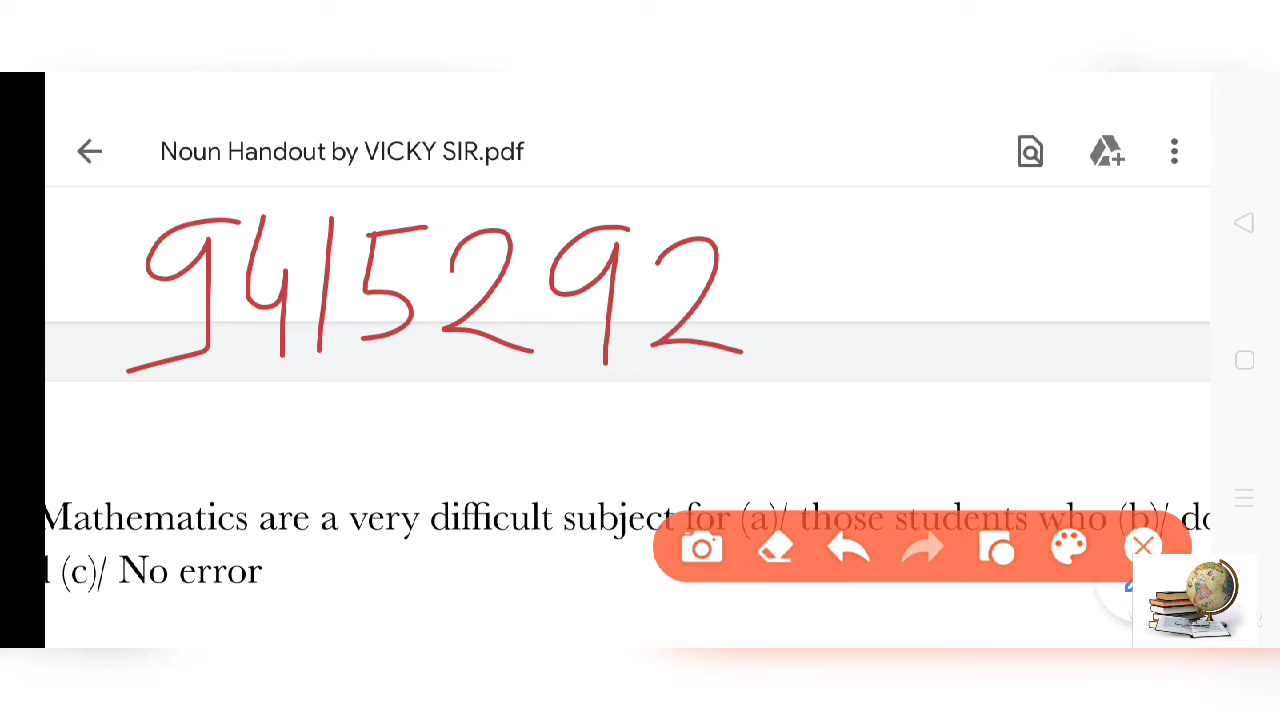 Noun Handout by VICKY SIR.pdf
9415292
Mathematics are a very difficult subject for (a)/ those students who (b)/
(c)/ No error